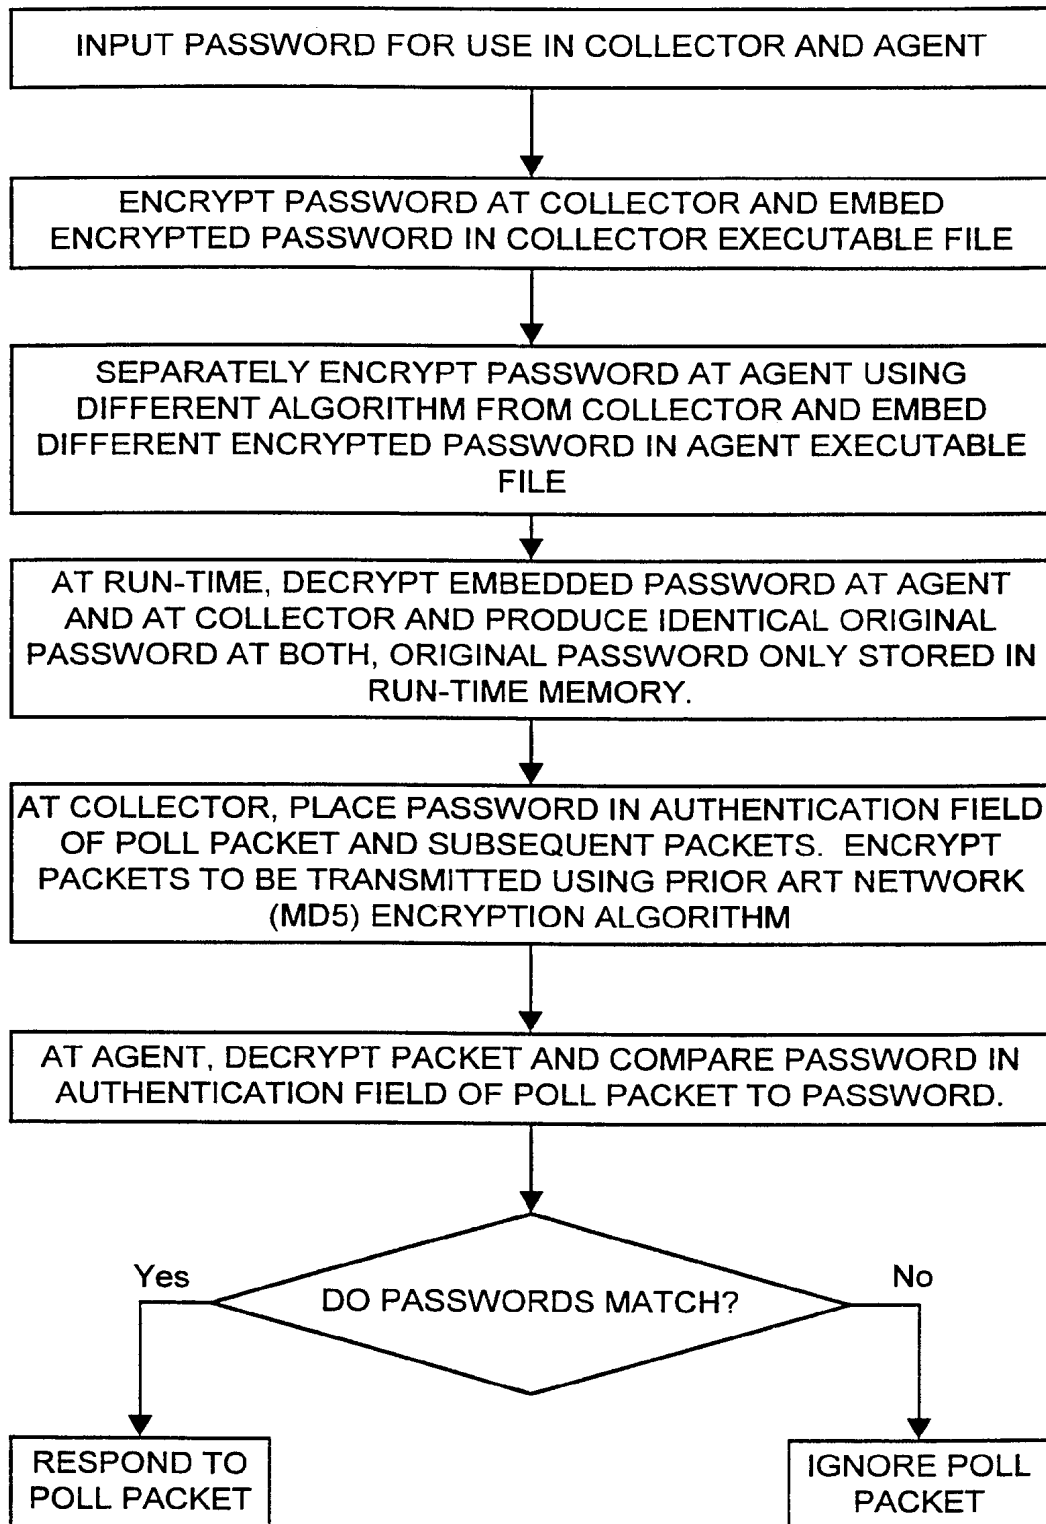 INPUT PASSWORD FOR USE IN COLLECTOR AND AGENT
ENCRYPT PASSWORD AT COLLECTOR AND EMBED
ENCRYPTED PASSWORD IN COLLECTOR EXECUTABLE FILE
SEPARATELY ENCRYPT PASSWORD AT AGENT USING
DIFFERENT ALGORITHM FROM COLLECTOR AND EMBED
DIFFERENT ENCRYPTED PASSWORD IN AGENT EXECUTABLE
FILE
AT RUN-TIME, DECRYPT EMBEDDED PASSWORD AT AGENT
AND AT COLLECTOR AND PRODUCE IDENTICAL ORIGINAL
PASSWORD AT BOTH, ORIGINAL PASSWORD ONLY STORED IN
RUN-TIME MEMORY.
AT COLLECTOR, PLACE PASSWORD IN AUTHENTICATION FIELD
OF POLL PACKET AND SUBSEQUENT PACKETS. ENCRYPT
PACKETS TO BE TRANSMITTED USING PRIOR ART NETWORK
(MD5) ENCRYPTION ALGORITHM
AT AGENT, DECRYPT PACKET AND COMPARE PASSWORD IN
AUTHENTICATION FIELD OF POLL PACKET TO PASSWORD.
Yes
No
DO PASSWORDS MATCH?
RESPOND TO
POLL PACKET
IGNORE POLL
PACKET